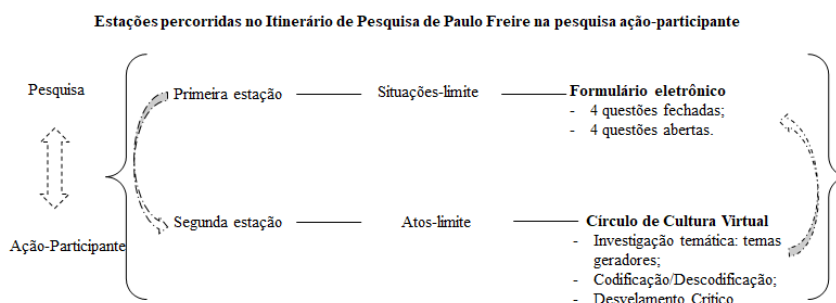 Estações percorridas no Itinerário de Pesquisa de Paulo Freire na pesquisa ação-participante
Pesquisa
Primeira estação
Situações-limite
Formulário eletrônico
- 4 questões fechadas;
- 4 questões abertas.
Segunda estação
Atos-limite
Círculo de Cultura Virtual
Ação-Participante
- Investigação temática: temas
geradores;
- Codificação/Descodificação;
- Desvelamento Crítico